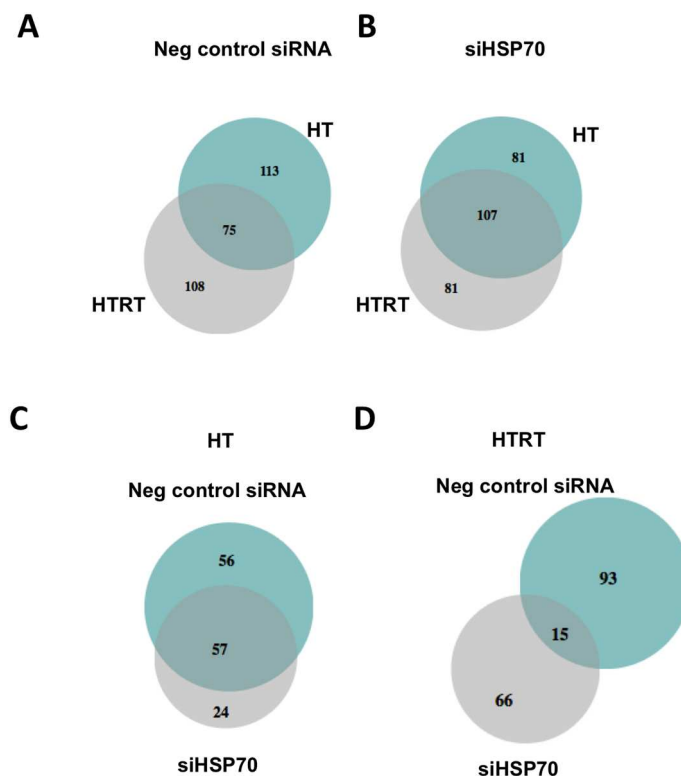 A
B
Neg control siRNA
siHSP70
HT
113
75
108
HTRT
HT
81
107
81
HTRT
C
D
HT
HTRT
Neg control siRNA
Neg control siRNA
56
57
24
siHSP70
93
15
66
siHSP70